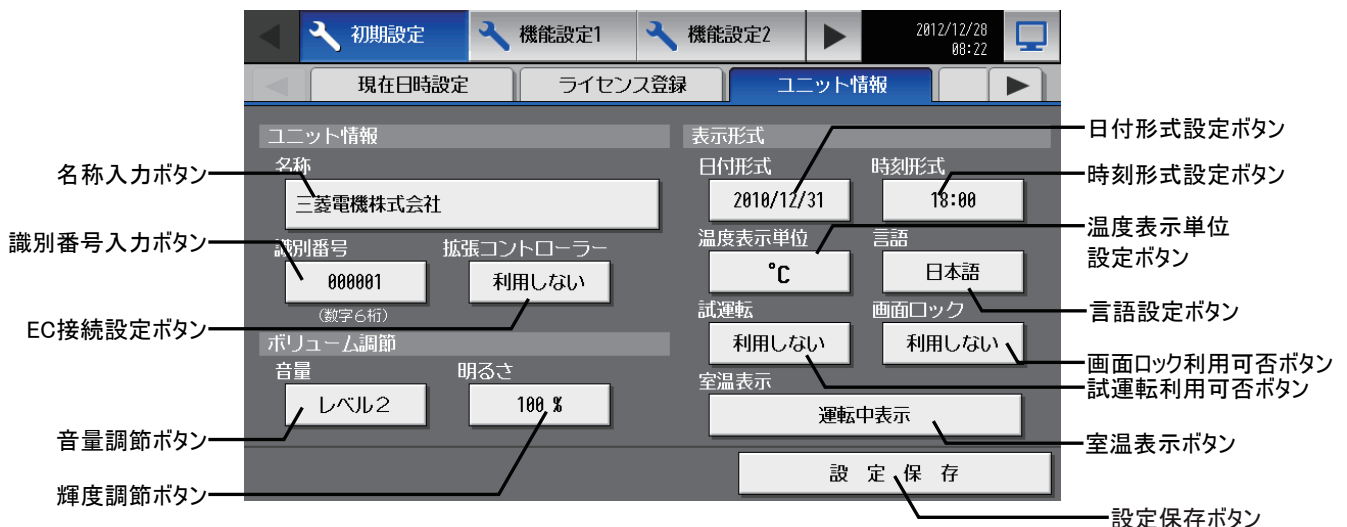 初期設定
機能設定1
機能設定2
2012/12/28
08:22
現在日時設定
ライセンス登録
ユニット情報
ユニット情報
名称
三菱電機株式会社
識別番号
拡張コントローラー
000001
利用しない
(数字6桁)
ボリューム調節
音量
明るさ
レベル2
100 %
表示形式
日付形式
時刻形式
2010/12/31
18:00
温度表示単位
言語
°C
日本語
試運転
画面ロック
利用しない
利用しない
室温表示
運転中表示
設 定 保 存
名称入力ボタン
識別番号入力ボタン
EC接続設定ボタン
音量調節ボタン
輝度調節ボタン
日付形式設定ボタン
時刻形式設定ボタン
温度表示単位
設定ボタン
言語設定ボタン
画面ロック利用可否ボタン
試運転利用可否ボタン
室温表示ボタン
設定保存ボタン